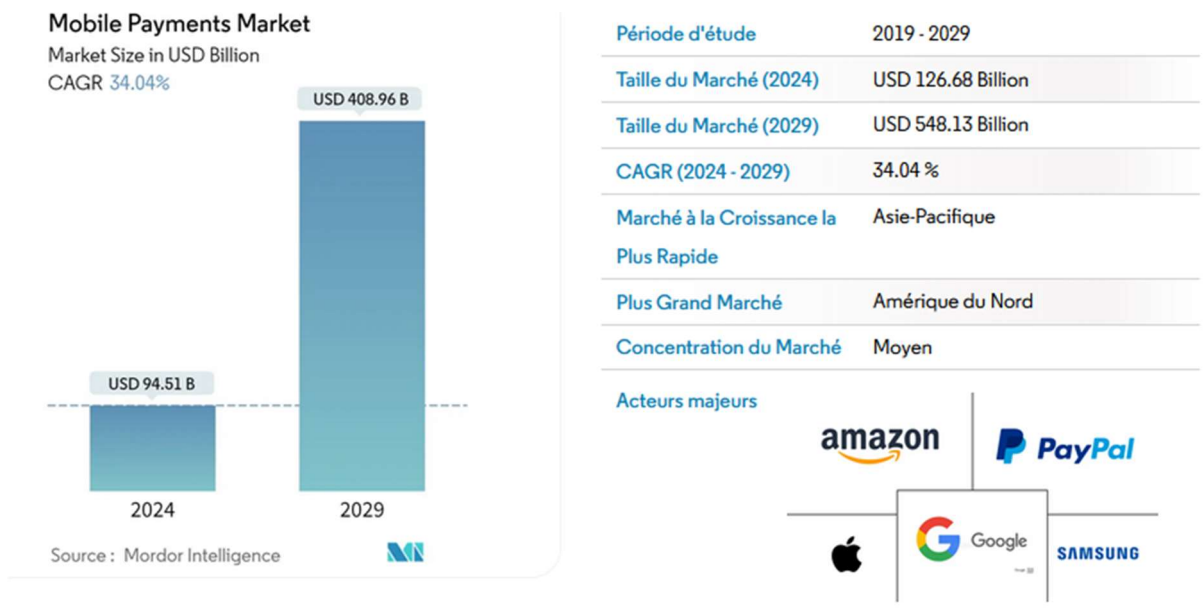 Mobile Payments Market
Market Size in USD Billion
CAGR 34.04%
USD 408.96 B
USD 94.51 B
2024
2029
Source : Mordor Intelligence
Période d'étude
2019 - 2029
Taille du Marché (2024)
USD 126.68 Billion
Taille du Marché (2029)
USD 548.13 Billion
CAGR (2024 - 2029)
34.04 %
Marché à la Croissance la
Plus Rapide
Asie-Pacifique
Plus Grand Marché
Amérique du Nord
Concentration du Marché
Moyen
Acteurs majeurs
amazon
PayPal
Google
SAMSUNG